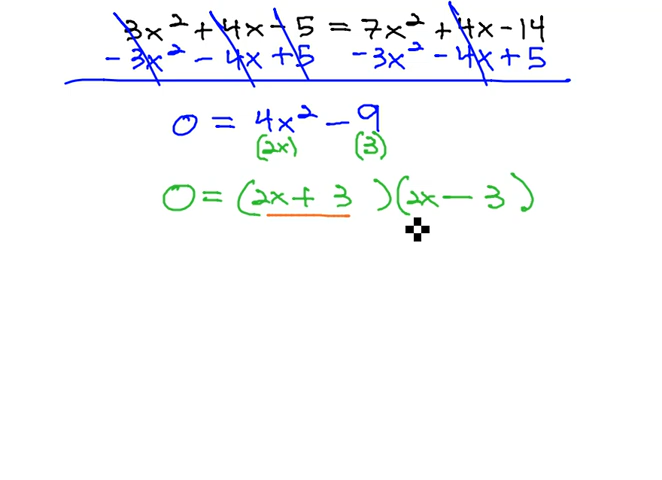 3x² + 4x - 5 = 7x² + 4x - 14
- 3x² - 4x + 5 - 3x² - 4x + 5
0 = 4x² - 9
(2x) (3)
0 = (2x + 3 )(2x - 3 )